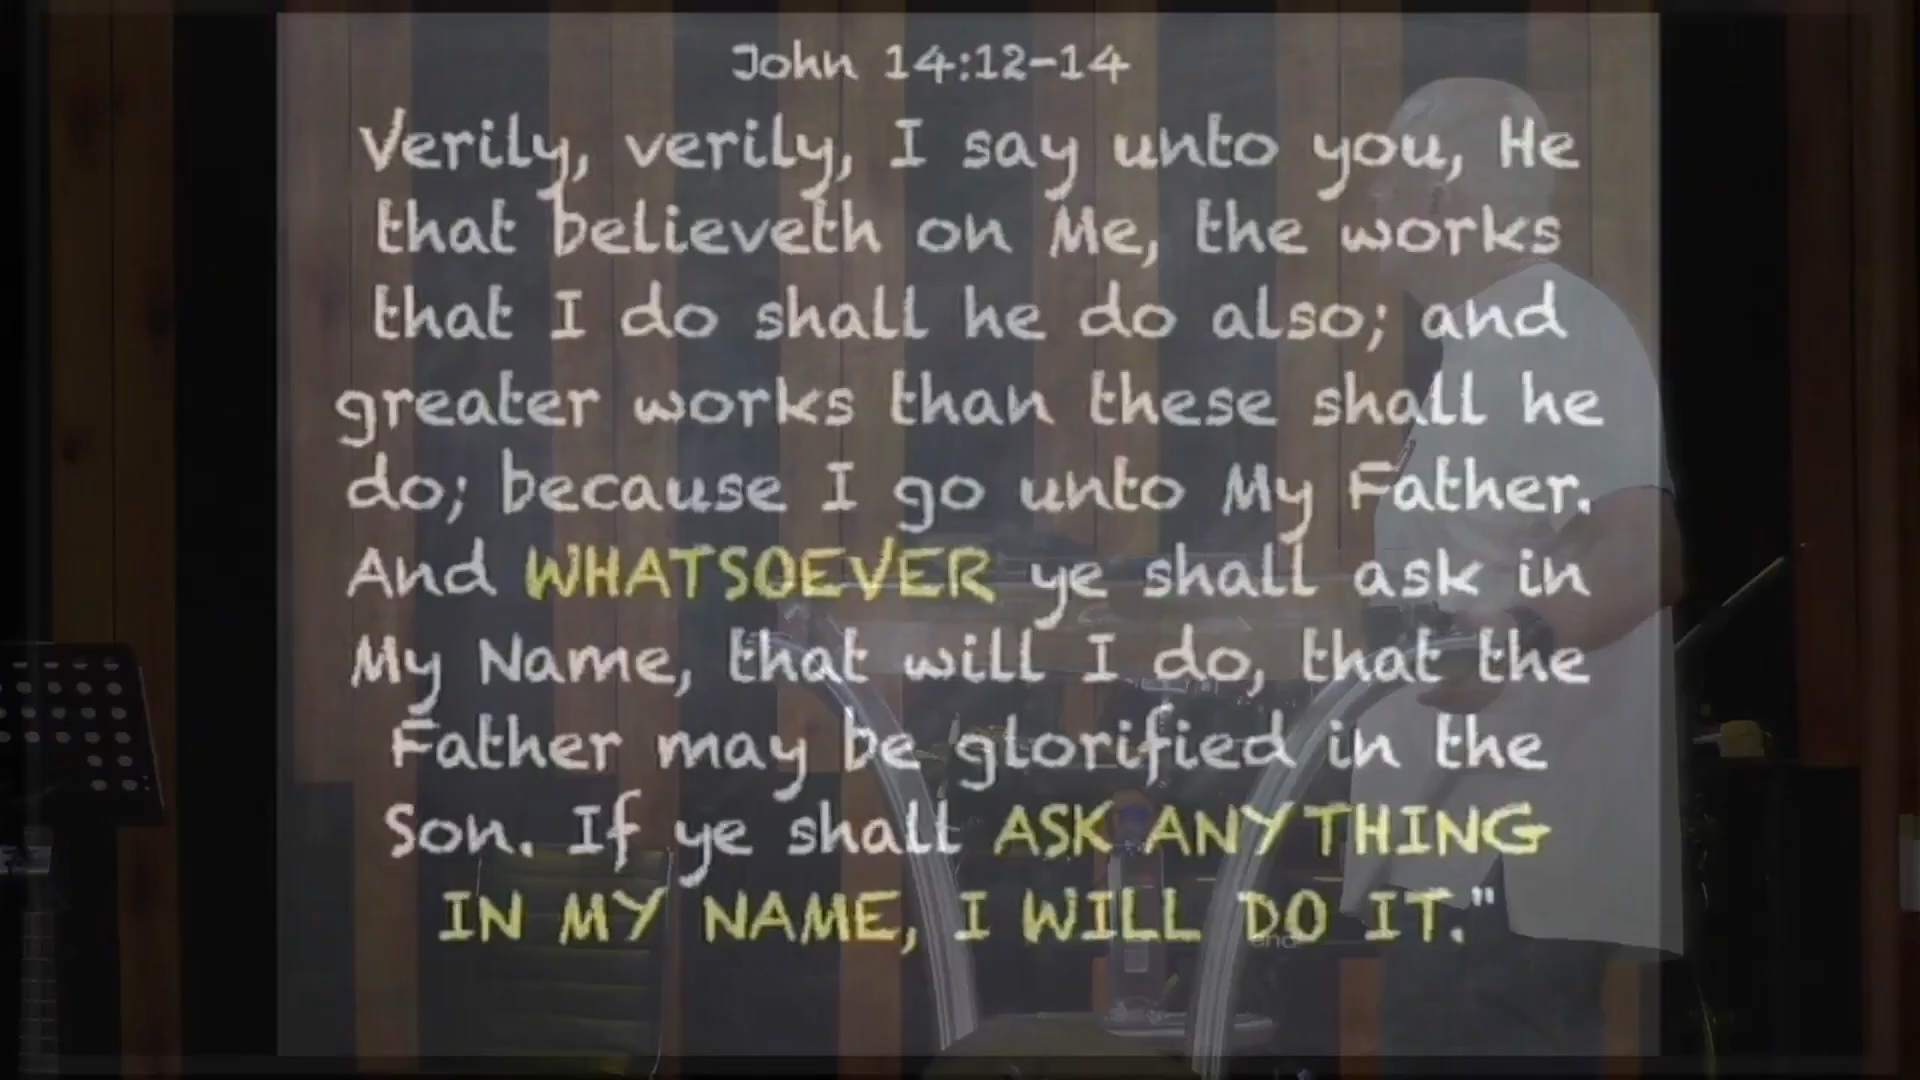 John 14:12-14
Verily, verily, I say unto you, He
that believeth on Me, the works
that I do shall he do also; and
greater works than these shall he
do; because I go unto My Father.
And WHATSOEVER ye shall ask in
My Name, that will I do, that the
Father may be glorified in the
Son. If ye shall ASK ANYTHING
IN MY NAME, I WILL DO IT."
and